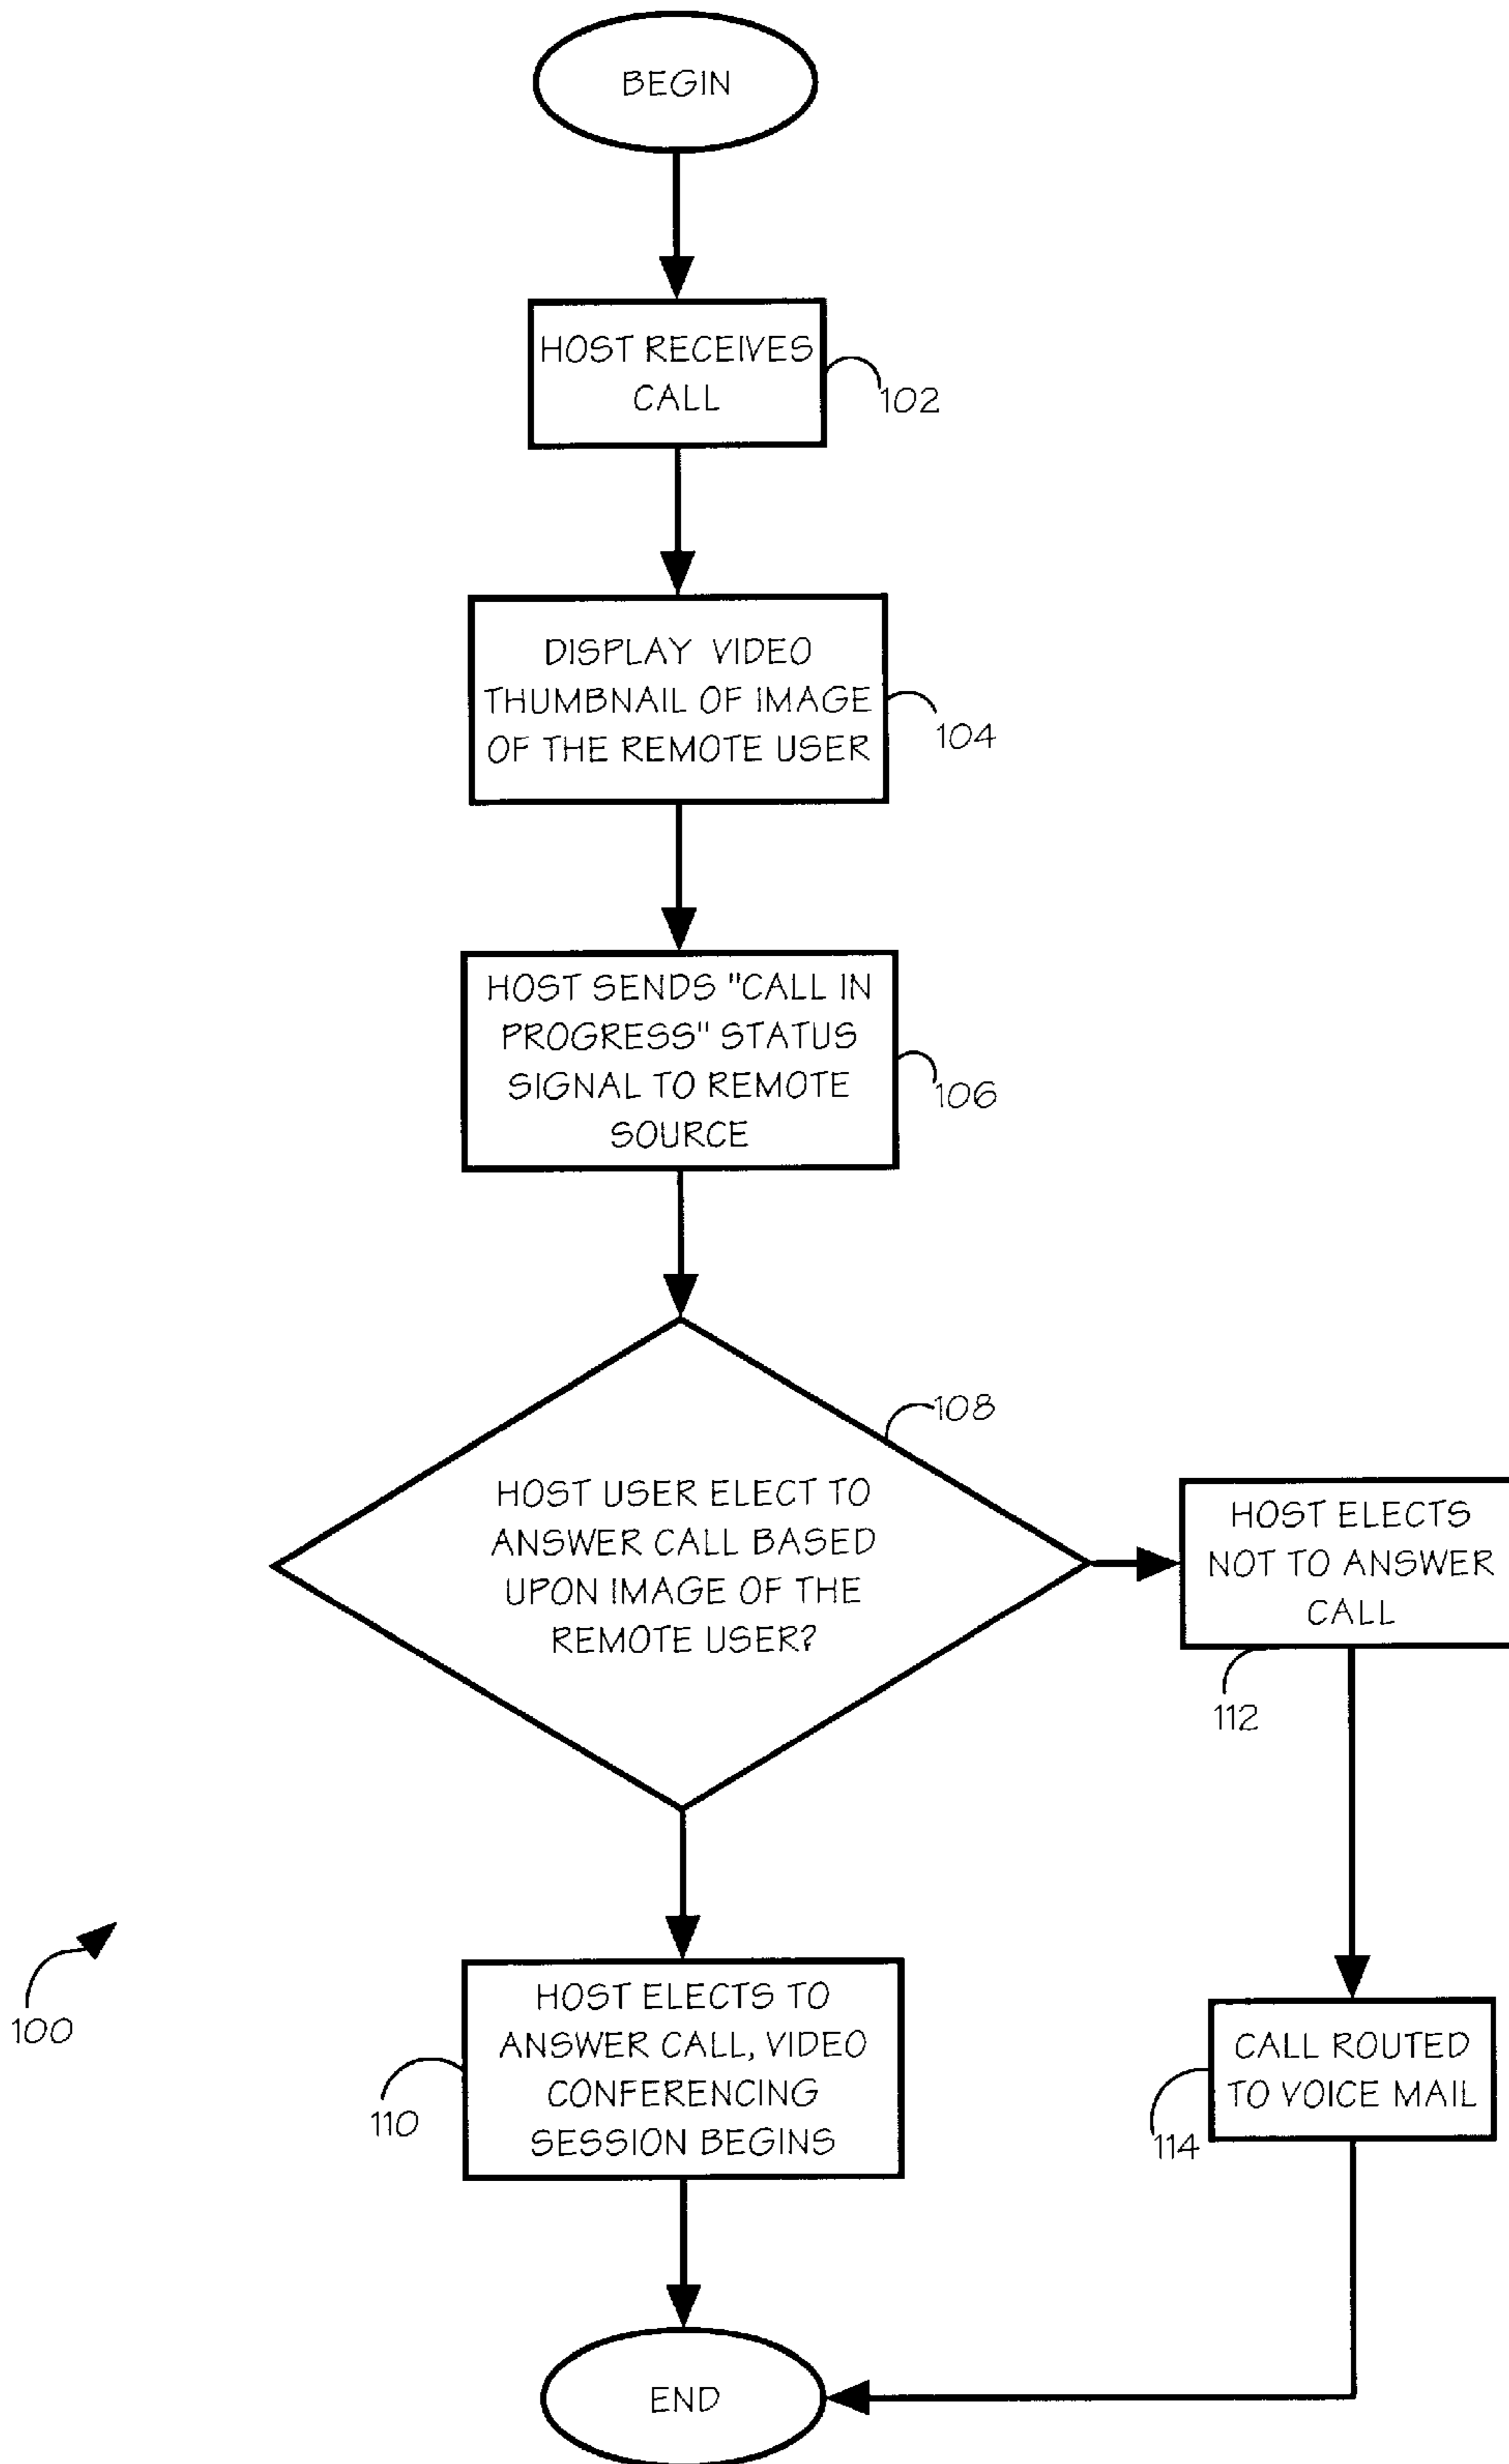 BEGIN
HOST RECEIVES
CALL
102
DISPLAY VIDEO
THUMBNAIL OF IMAGE
OF THE REMOTE USER
104
HOST SENDS "CALL IN
PROGRESS" STATUS
SIGNAL TO REMOTE
SOURCE
106
108
HOST USER ELECT TO
ANSWER CALL BASED
UPON IMAGE OF THE
REMOTE USER?
HOST ELECTS
NOT TO ANSWER
CALL
112
HOST ELECTS TO
ANSWER CALL, VIDEO
CONFERENCING
SESSION BEGINS
110
CALL ROUTED
TO VOICE MAIL
114
100
END